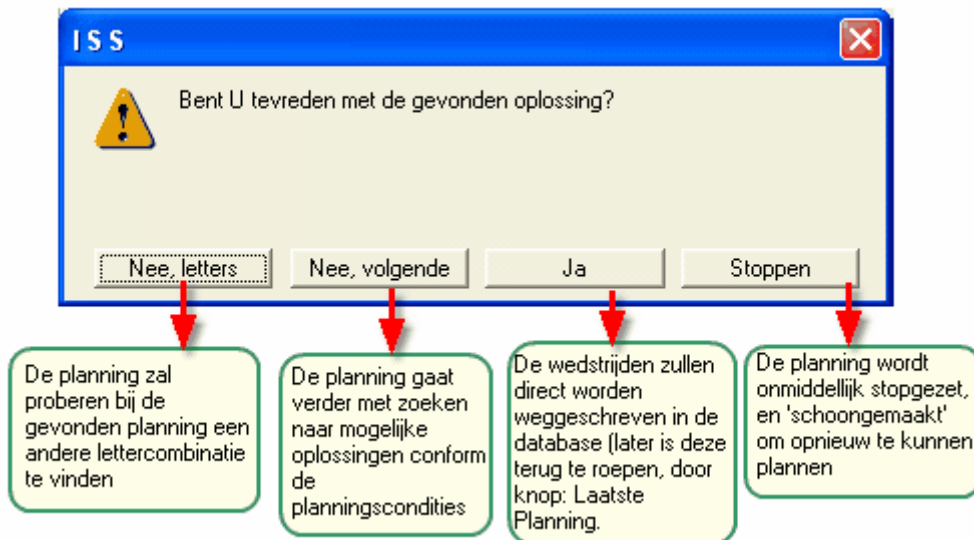 ISS
Bent U tevreden met de gevonden oplossing?
Nee, letters
Nee, volgende
Ja
Stoppen
De planning zal
proberen bij de
gevonden planning een
andere lettercombinatie
te vinden
De planning gaat
verder met zoeken
naar mogelijke
oplossingen conform
de
planningscondities
De wedstrijden zullen
direct worden
weggeschreven in de
database (later is deze
terug te roepen, door
knop: Laatste
Planning.
De planning wordt
onmiddellijk stopgezet,
en 'schoongemaakt'
om opnieuw te kunnen
plannen